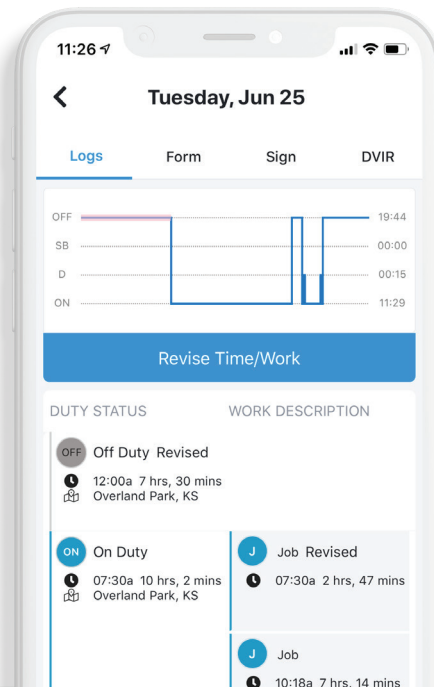 11:26
Tuesday, Jun 25
Logs Form Sign DVIR
OFF 19:44
SB 00:00
D 00:15
ON 11:29
Revise Time/Work
DUTY STATUS WORK DESCRIPTION
OFF Off Duty Revised
12:00a 7 hrs, 30 mins
Overland Park, KS
ON On Duty J Job Revised
07:30a 10 hrs, 2 mins 07:30a 2 hrs, 47 mins
Overland Park, KS
J Job
10:18a 7 hrs, 14 mins